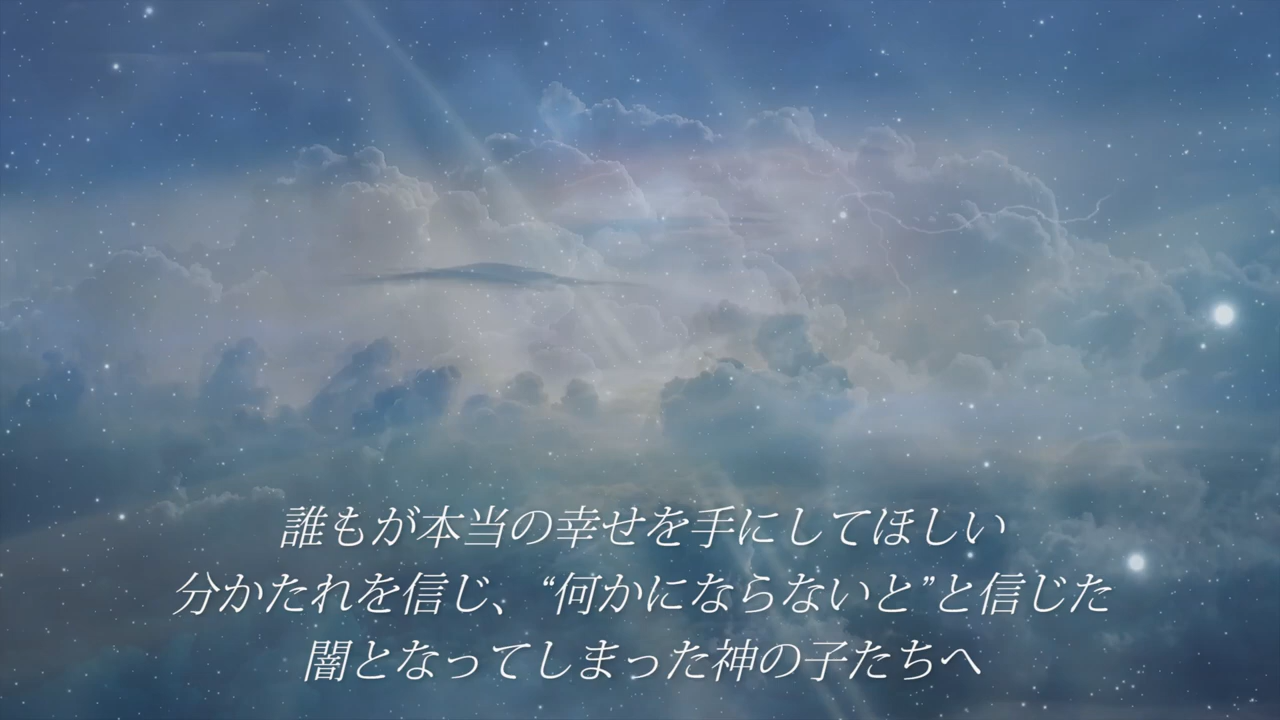 誰もが本当の幸せを手にしてほしい
分かたれを信じ、“何かにならないと”と信じた
闇となってしまった神の子たちへ